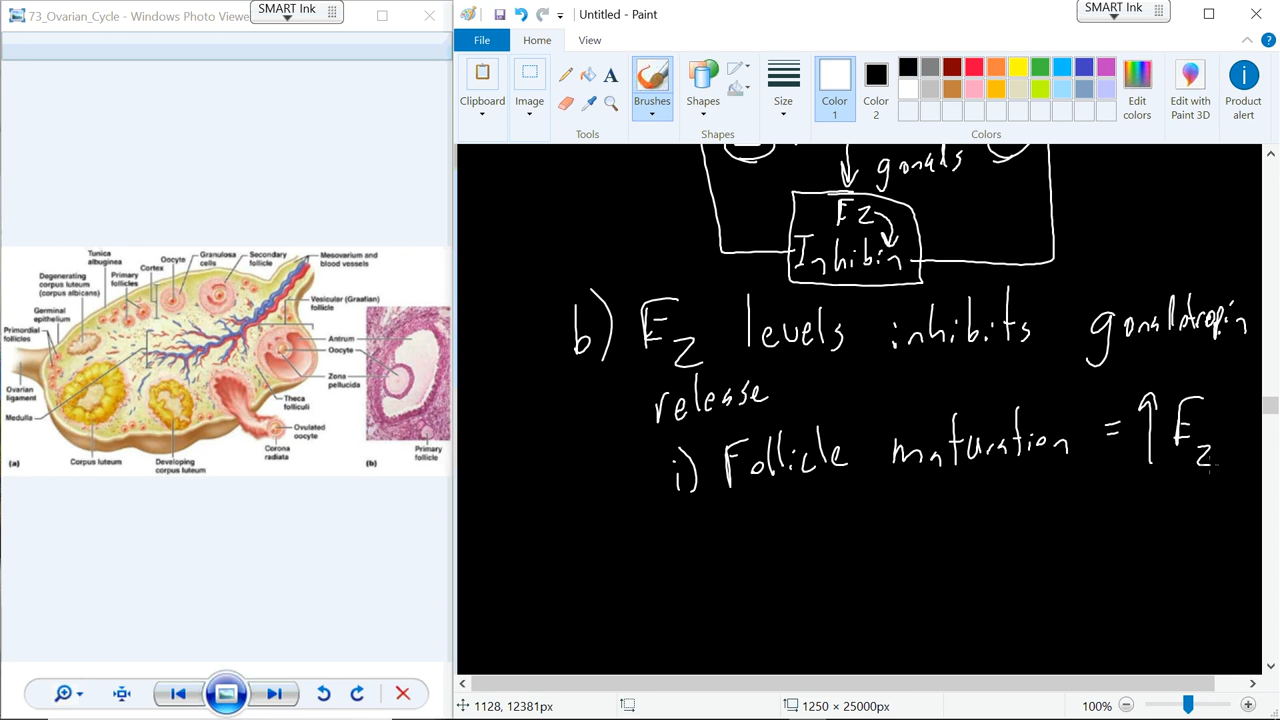 73_Ovarian_Cycle - Windows Photo Viewe
SMART Ink
Untitled - Paint
SMART Ink
File
Home
View
Clipboard
Image
Tools
Brushes
Shapes
Shapes
Size
Color 1
Color 2
Colors
Edit colors
Edit with Paint 3D
Product alert
Tunica albuginea
Degenerating corpus luteum (corpus albicans)
Germinal epithelium
Primordial follicles
Primary follicles
Cortex
Oocyte
Granulosa cells
Secondary follicle
Mesovarium and blood vessels
Vesicular (Graafian) follicle
Antrum
Oocyte
Zona pellucida
Theca folliculi
Ovulated oocyte
Corona radiata
Ovarian ligament
Medulla
Corpus luteum
Developing corpus luteum
Primary follicle
(a)
(b)
gonads
E2
Inhibin
b) E2 levels inhibits gonadotropin
release
i) Follicle maturation = ↑ E2
1128, 12381px
1250 × 25000px
100%